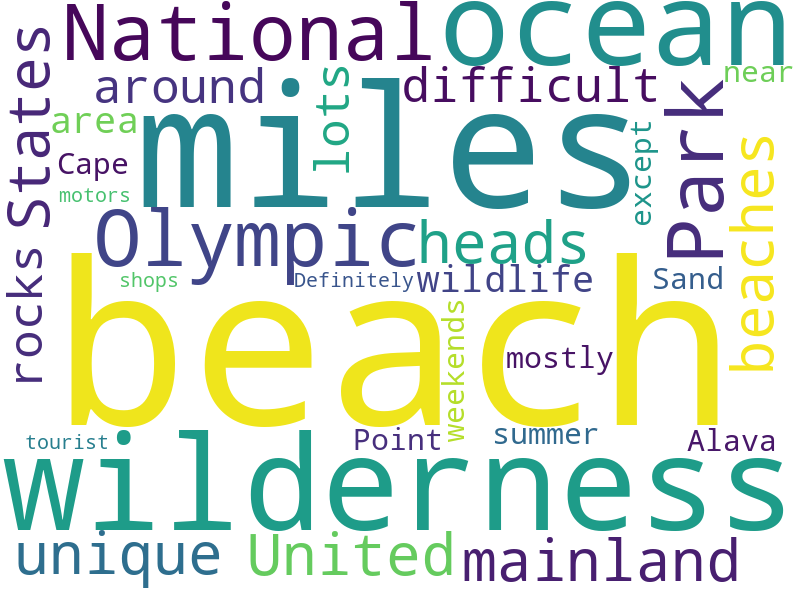 National ocean
States
around lots difficult near
miles
area
Park
Cape
except
beaches
motors
Olympic heads
rocks
shops Definitely wildlife Sand
beach
weekends
mostly
tourist Point summer Alava
wilderness
unique United mainland